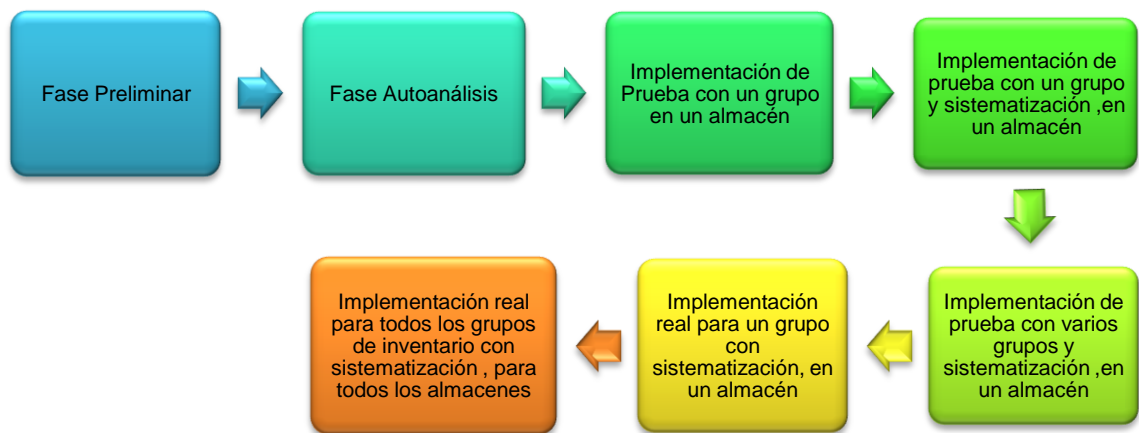 Fase Preliminar
Fase Autoanálisis
Implementación de
Prueba con un grupo
en un almacén
Implementación de
prueba con un grupo
y sistematización ,en
un almacén
Implementación de
prueba con varios
grupos y
sistematización ,en
un almacén
Implementación
real para un grupo
con
sistematización, en
un almacén
Implementación real
para todos los grupos
de inventario con
sistematización , para
todos los almacenes